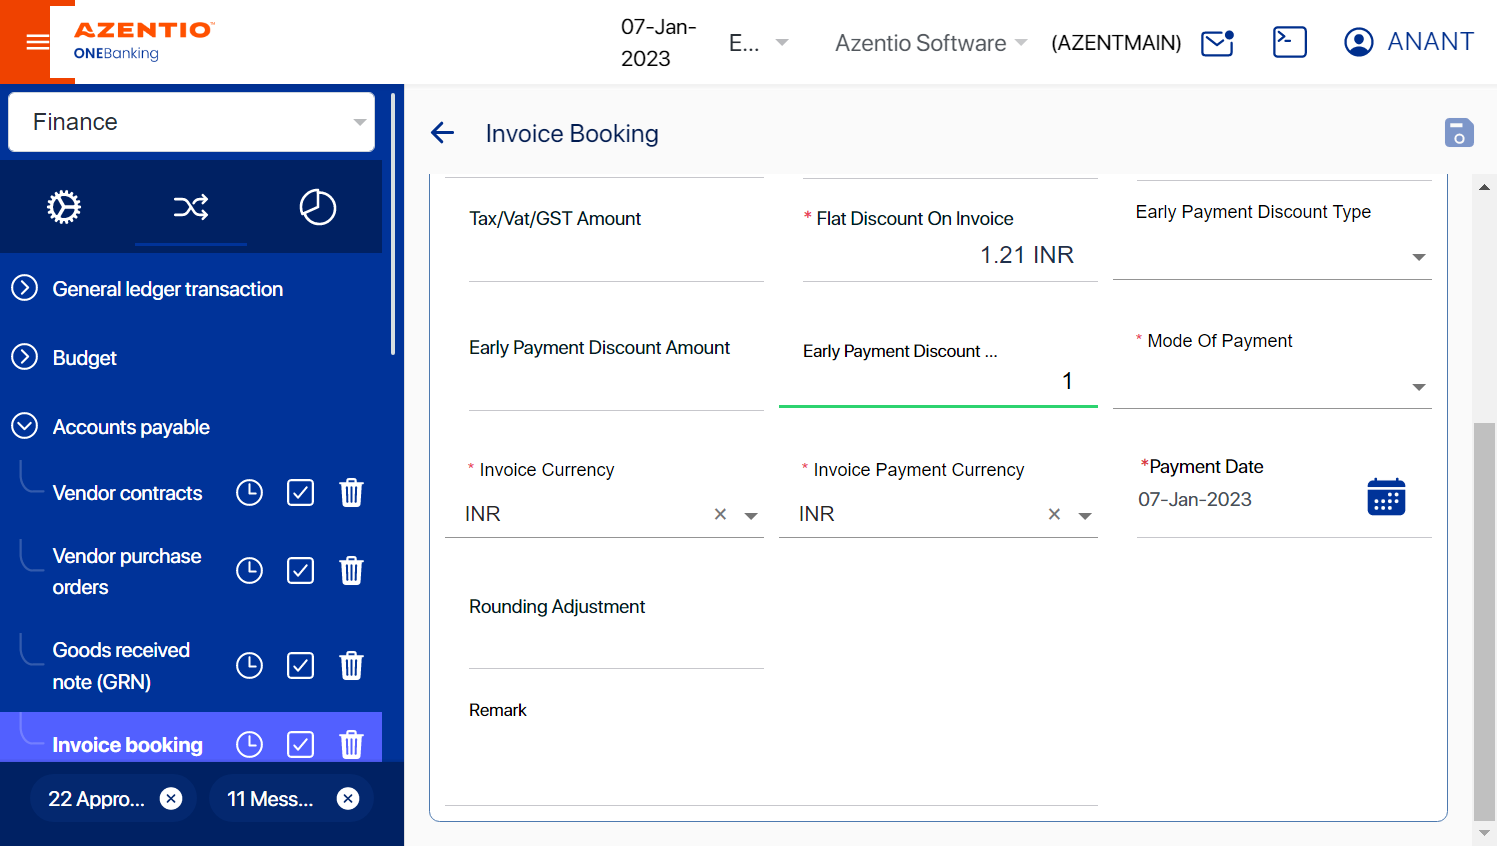 AZENTIO™
ONEBanking
07-Jan-
2023
E...
Azentio Software
(AZENTMAIN)
ANANT
Finance
General ledger transaction
Budget
Accounts payable
Vendor contracts
Vendor purchase
orders
Goods received
note (GRN)
Invoice booking
22 Appro...
11 Mess...
Invoice Booking
Tax/Vat/GST Amount
* Flat Discount On Invoice
1.21 INR
Early Payment Discount Type
Early Payment Discount Amount
Early Payment Discount ...
1
* Mode Of Payment
* Invoice Currency
INR
* Invoice Payment Currency
INR
*Payment Date
07-Jan-2023
Rounding Adjustment
Remark